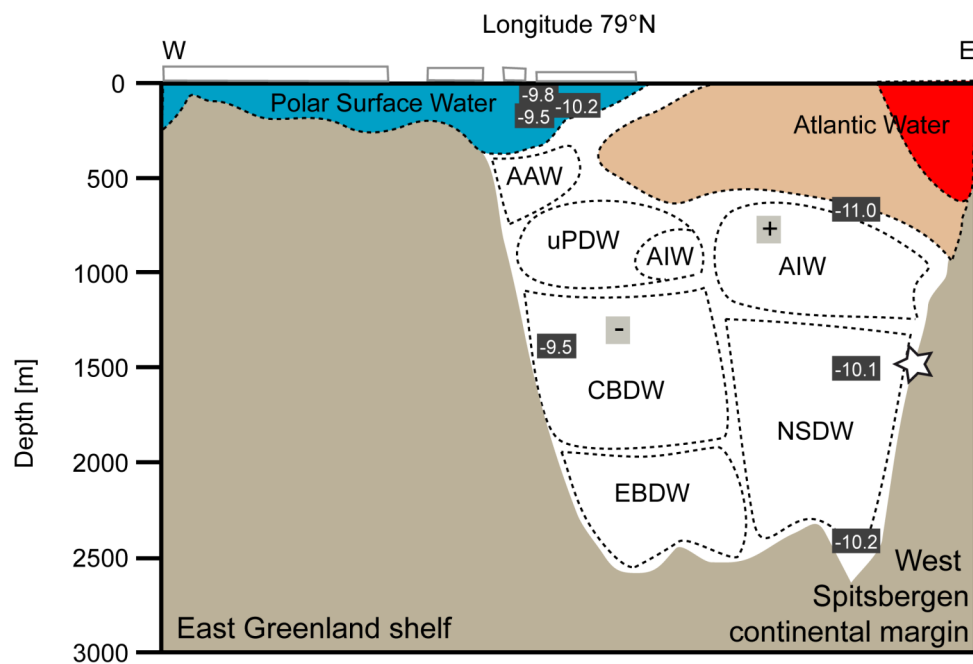 Longitude 79°N
W
E
0
500
1000
1500
2000
2500
3000
Depth [m]
Polar Surface Water
-9.8
-9.5
-10.2
Atlantic Water
AAW
uPDW
AIW
-11.0
+
AIW
-
-9.5
CBDW
-10.1
NSDW
EBDW
-10.2
West
Spitsbergen
continental margin
East Greenland shelf